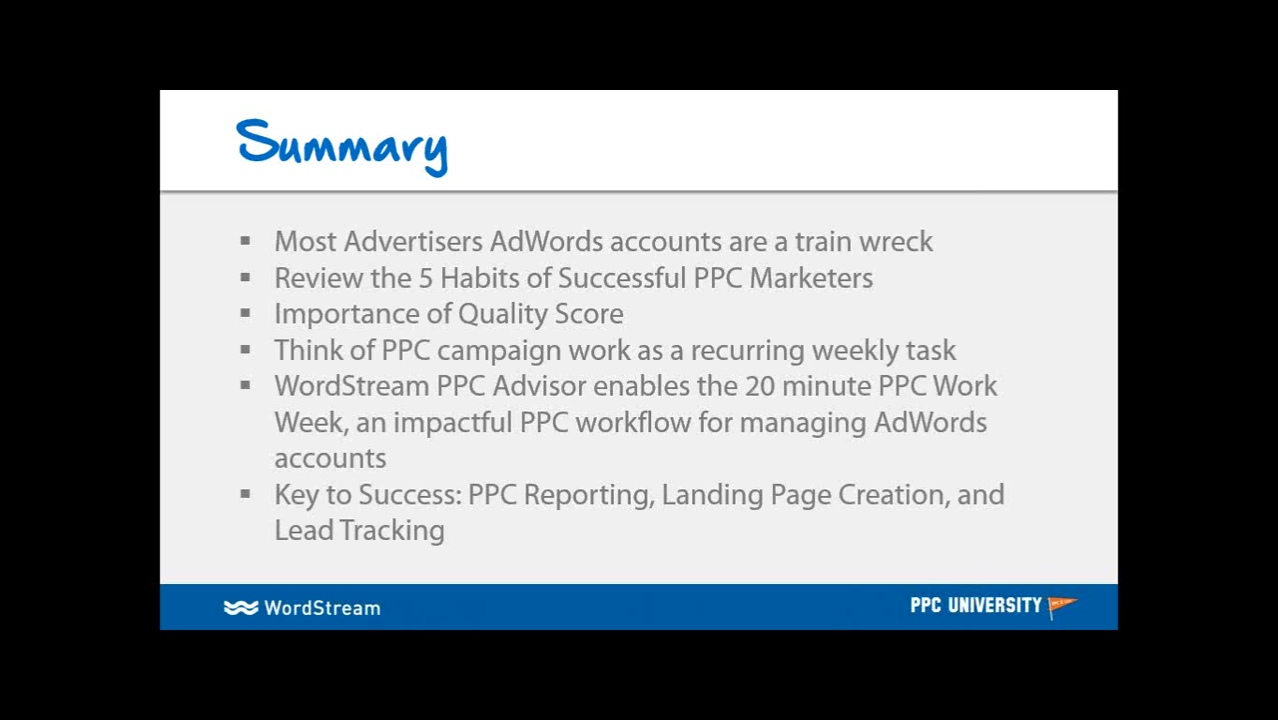 Summary
▪ Most Advertisers AdWords accounts are a train wreck
▪ Review the 5 Habits of Successful PPC Marketers
▪ Importance of Quality Score
▪ Think of PPC campaign work as a recurring weekly task
▪ WordStream PPC Advisor enables the 20 minute PPC Work
Week, an impactful PPC workflow for managing AdWords
accounts
▪ Key to Success: PPC Reporting, Landing Page Creation, and
Lead Tracking
WordStream
PPC UNIVERSITY